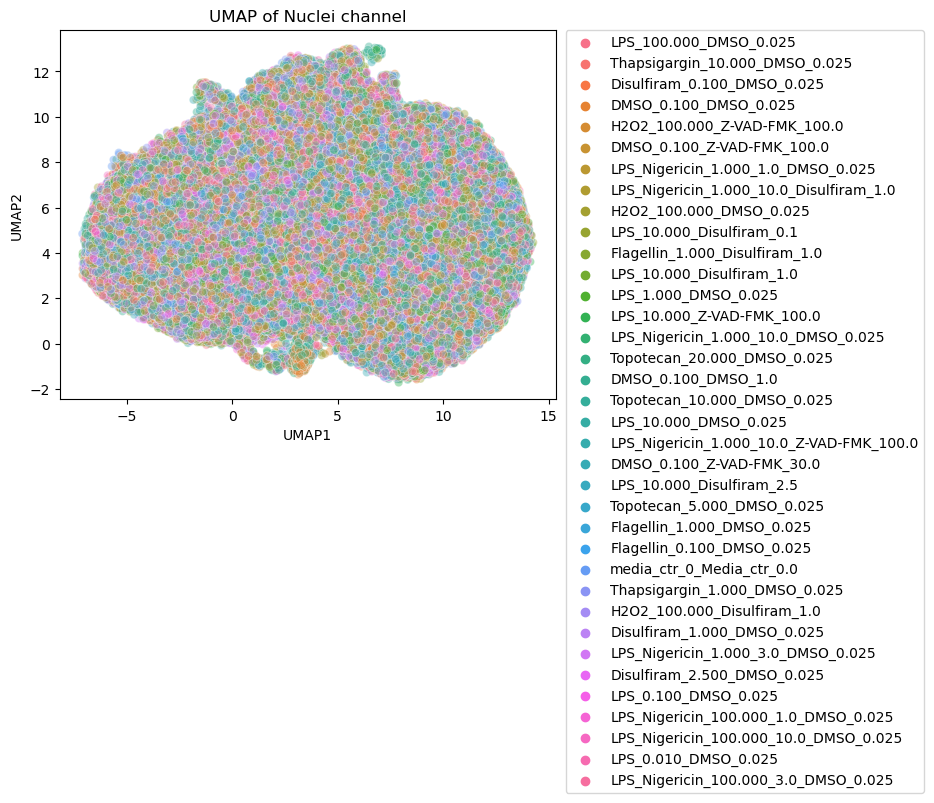 UMAP of Nuclei channel
12
10
8
6
4
2
0
−2
UMAP2
−5
0
5
10
15
UMAP1
LPS_100.000_DMSO_0.025
Thapsigargin_10.000_DMSO_0.025
Disulfiram_0.100_DMSO_0.025
DMSO_0.100_DMSO_0.025
H2O2_100.000_Z-VAD-FMK_100.0
DMSO_0.100_Z-VAD-FMK_100.0
LPS_Nigericin_1.000_1.0_DMSO_0.025
LPS_Nigericin_1.000_10.0_Disulfiram_1.0
H2O2_100.000_DMSO_0.025
LPS_10.000_Disulfiram_0.1
Flagellin_1.000_Disulfiram_1.0
LPS_10.000_Disulfiram_1.0
LPS_1.000_DMSO_0.025
LPS_10.000_Z-VAD-FMK_100.0
LPS_Nigericin_1.000_10.0_DMSO_0.025
Topotecan_20.000_DMSO_0.025
DMSO_0.100_DMSO_1.0
Topotecan_10.000_DMSO_0.025
LPS_10.000_DMSO_0.025
LPS_Nigericin_1.000_10.0_Z-VAD-FMK_100.0
DMSO_0.100_Z-VAD-FMK_30.0
LPS_10.000_Disulfiram_2.5
Topotecan_5.000_DMSO_0.025
Flagellin_1.000_DMSO_0.025
Flagellin_0.100_DMSO_0.025
media_ctr_0_Media_ctr_0.0
Thapsigargin_1.000_DMSO_0.025
H2O2_100.000_Disulfiram_1.0
Disulfiram_1.000_DMSO_0.025
LPS_Nigericin_1.000_3.0_DMSO_0.025
Disulfiram_2.500_DMSO_0.025
LPS_0.100_DMSO_0.025
LPS_Nigericin_100.000_1.0_DMSO_0.025
LPS_Nigericin_100.000_10.0_DMSO_0.025
LPS_0.010_DMSO_0.025
LPS_Nigericin_100.000_3.0_DMSO_0.025